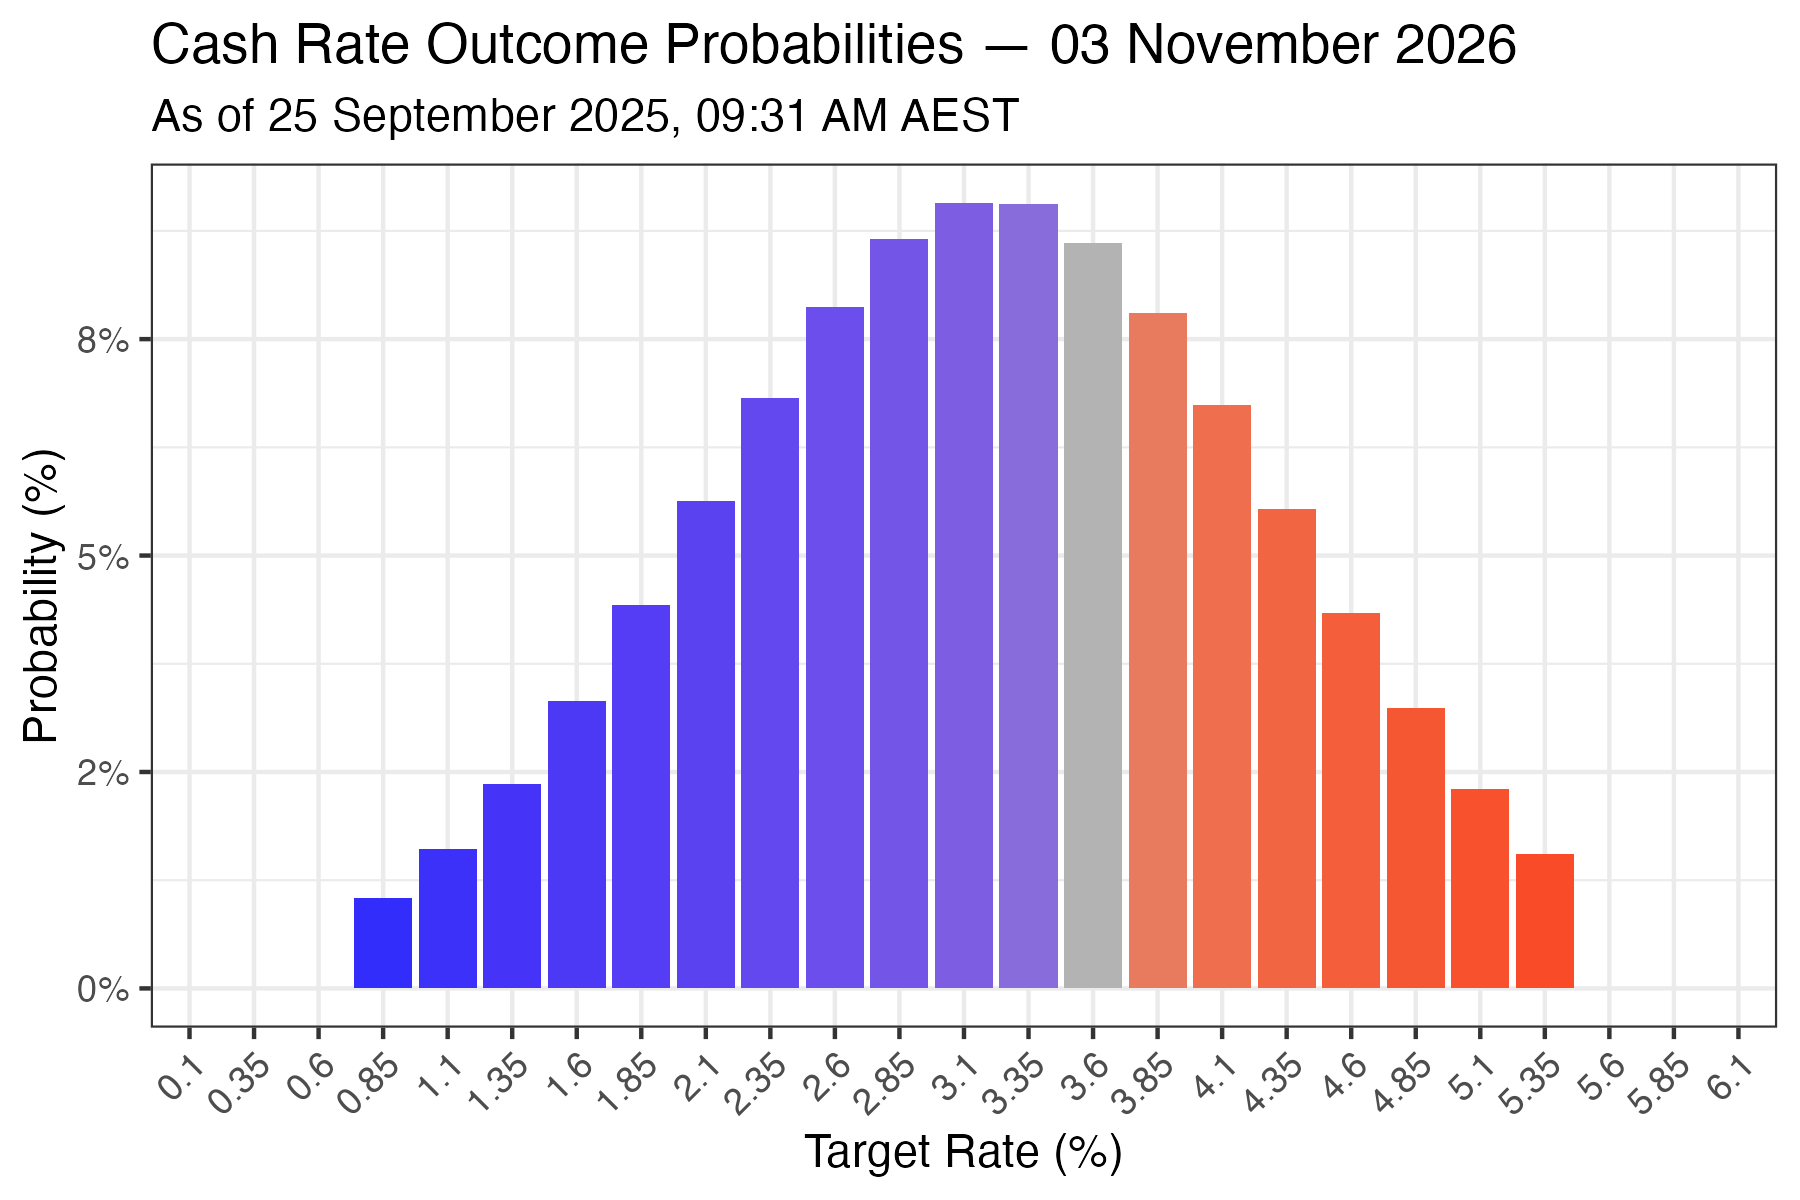 Cash Rate Outcome Probabilities — 03 November 2026
As of 25 September 2025, 09:31 AM AEST
Probability (%)
8%
5%
2%
0%
0.1 0.35 0.6 0.85 1.1 1.35 1.6 1.85 2.1 2.35 2.6 2.85 3.1 3.35 3.6 3.85 4.1 4.35 4.6 4.85 5.1 5.35 5.6 5.85 6.1
Target Rate (%)